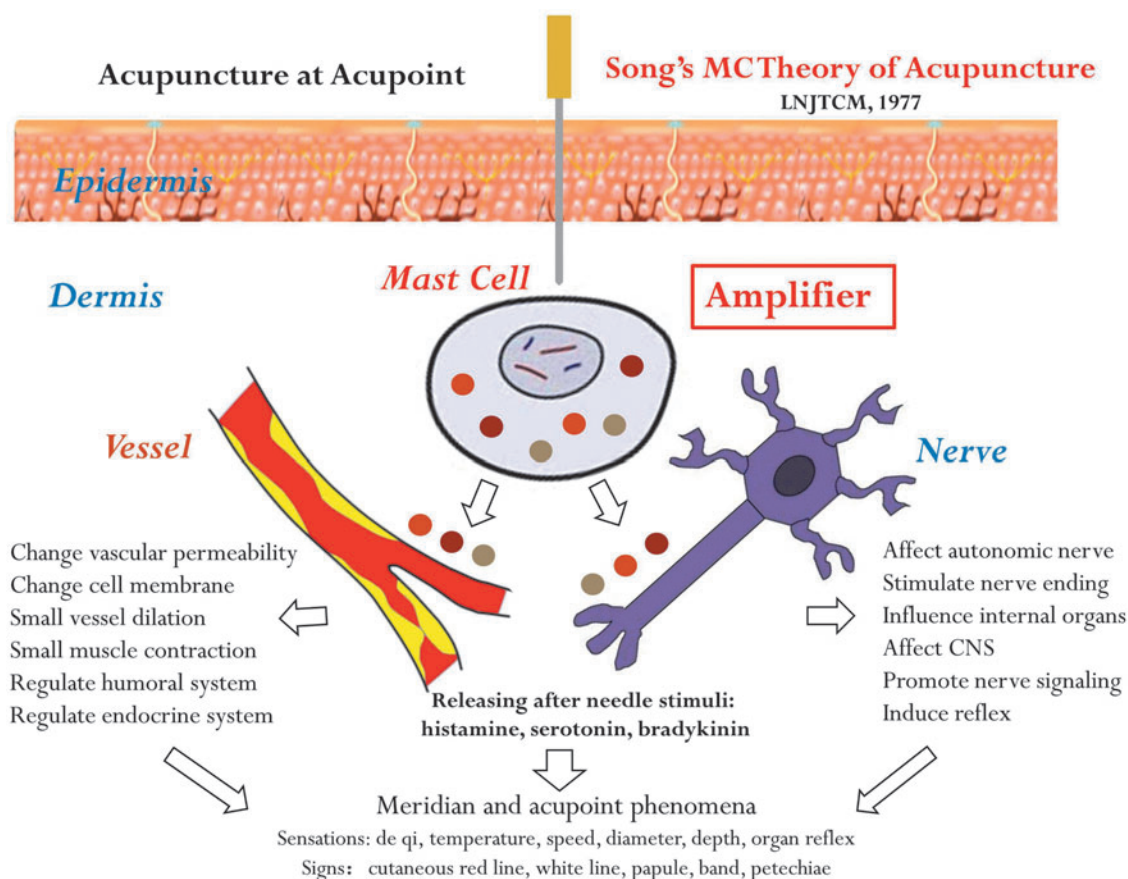 Acupuncture at Acupoint
Song's MC Theory of Acupuncture
LNJTCM, 1977
Epidermis
Dermis
Mast Cell
Amplifier
Vessel
Nerve
Change vascular permeability
Change cell membrane
Small vessel dilation
Small muscle contraction
Regulate humoral system
Regulate endocrine system
Affect autonomic nerve
Stimulate nerve ending
Influence internal organs
Affect CNS
Promote nerve signaling
Induce reflex
Releasing after needle stimuli:
histamine, serotonin, bradykinin
Meridian and acupoint phenomena
Sensations: de qi, temperature, speed, diameter, depth, organ reflex
Signs: cutaneous red line, white line, papule, band, petechiae